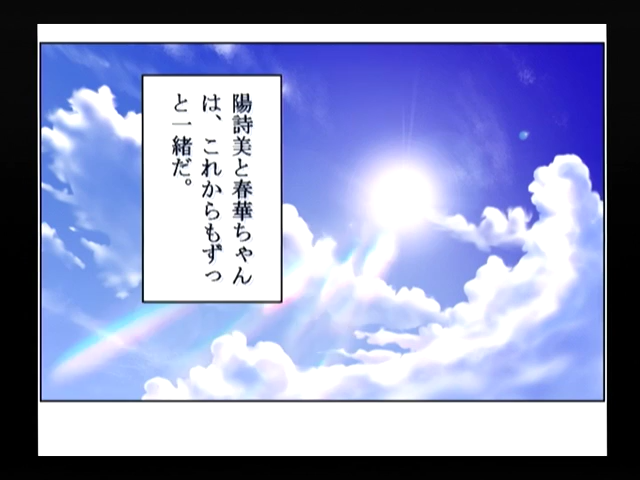 陽詩美と春華ちゃん
は、これからもずっ
と一緒だ。